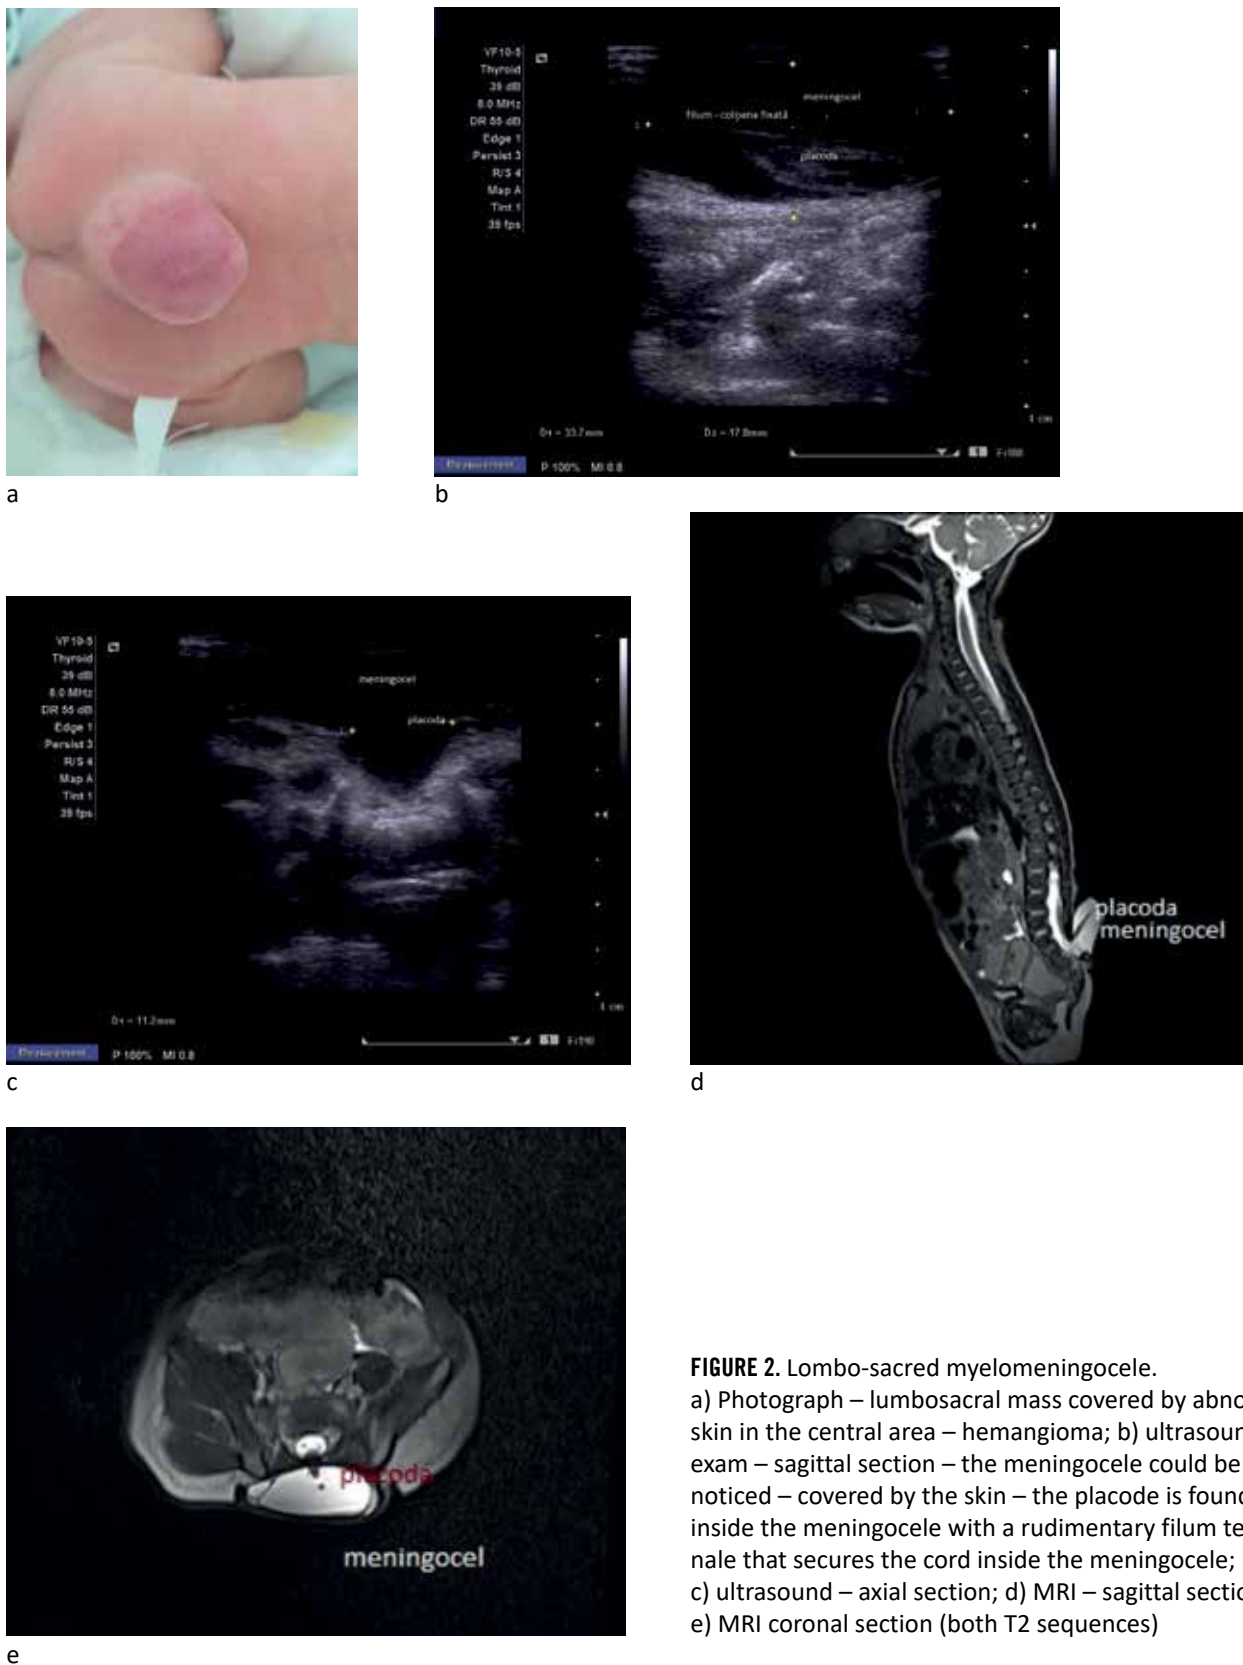 VF10-5
Thyroid
39 dB
8.0 MHz
DR 55 dB
Edge 1
Persist 3
R/S 4
Map A
Tint 1
39 fps
meningocel
filum - coloana fixată
placoda
1 cm
D1 = 33.7mm
D2 = 17.8mm
P 100% MI 0.8
a
b
VF10-5
Thyroid
39 dB
8.0 MHz
DR 55 dB
Edge 1
Persist 3
R/S 4
Map A
Tint 1
39 fps
meningocel
placoda
1 cm
D1 = 11.2mm
P 100% MI 0.8
placoda
meningocel
c
d
placoda
meningocel
FIGURE 2. Lombo-sacred myelomeningocele.
a) Photograph – lumbosacral mass covered by abno
skin in the central area – hemangioma; b) ultrasoun
exam – sagittal section – the meningocele could be
noticed – covered by the skin – the placode is found
inside the meningocele with a rudimentary filum te
nale that secures the cord inside the meningocele;
c) ultrasound – axial section; d) MRI – sagittal sectio
e) MRI coronal section (both T2 sequences)
e